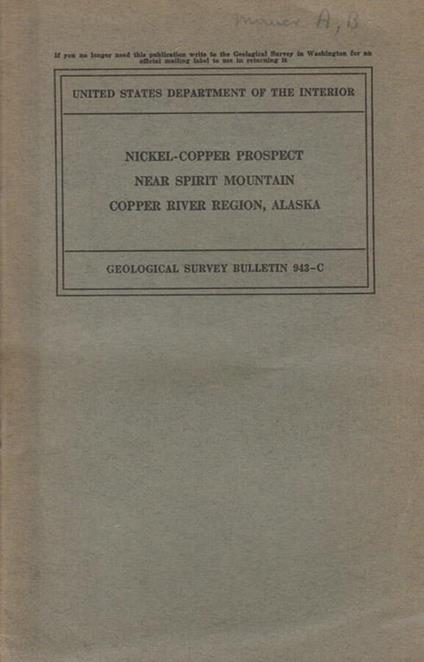 A, B
If you no longer need this publication write to the Geological Survey in Washington for an
official mailing label to use in returning it
UNITED STATES DEPARTMENT OF THE INTERIOR
NICKEL-COPPER PROSPECT
NEAR SPIRIT MOUNTAIN
COPPER RIVER REGION, ALASKA
GEOLOGICAL SURVEY BULLETIN 943-C